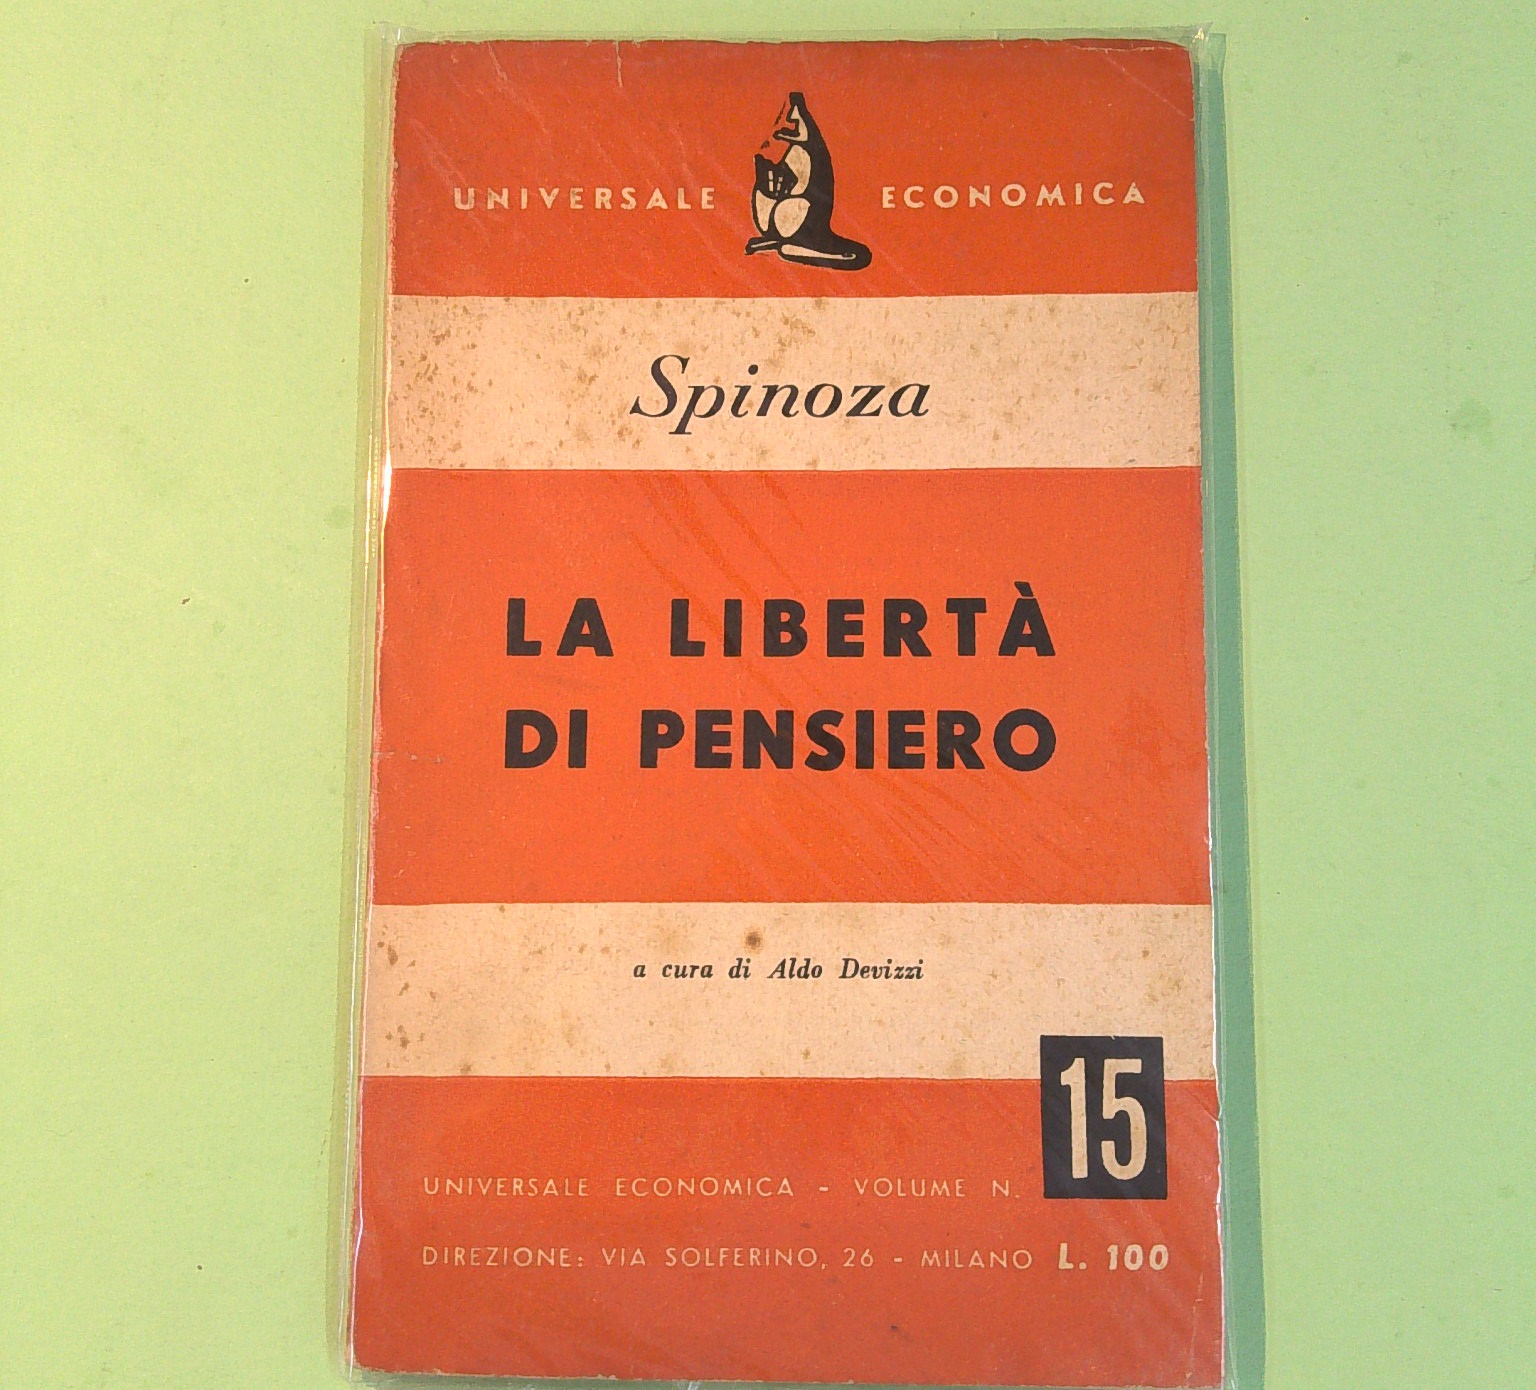 UNIVERSALE ECONOMICA
Spinoza
LA LIBERTÀ
DI PENSIERO
a cura di Aldo Devizzi
15
UNIVERSALE ECONOMICA - VOLUME N.
DIREZIONE: VIA SOLFERINO, 26 - MILANO L. 100